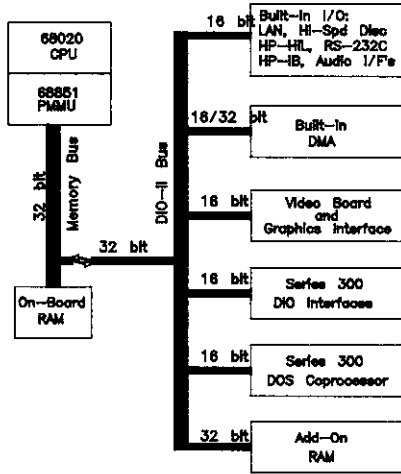 68020
CPU
68851
PMMU
32 bit
Memory Bus
On-Board
RAM
32 bit
DIO-II Bus
16 bit
Built-in I/O:
LAN, Hi-Spd Disc
HP-HIL, RS-232C
HP-IB, Audio I/F's
16/32 bit
Built-in
DMA
16 bit
Video Board
and
Graphics Interface
16 bit
Series 300
DIO Interfaces
16 bit
Series 300
DOS Coprocessor
32 bit
Add-On
RAM